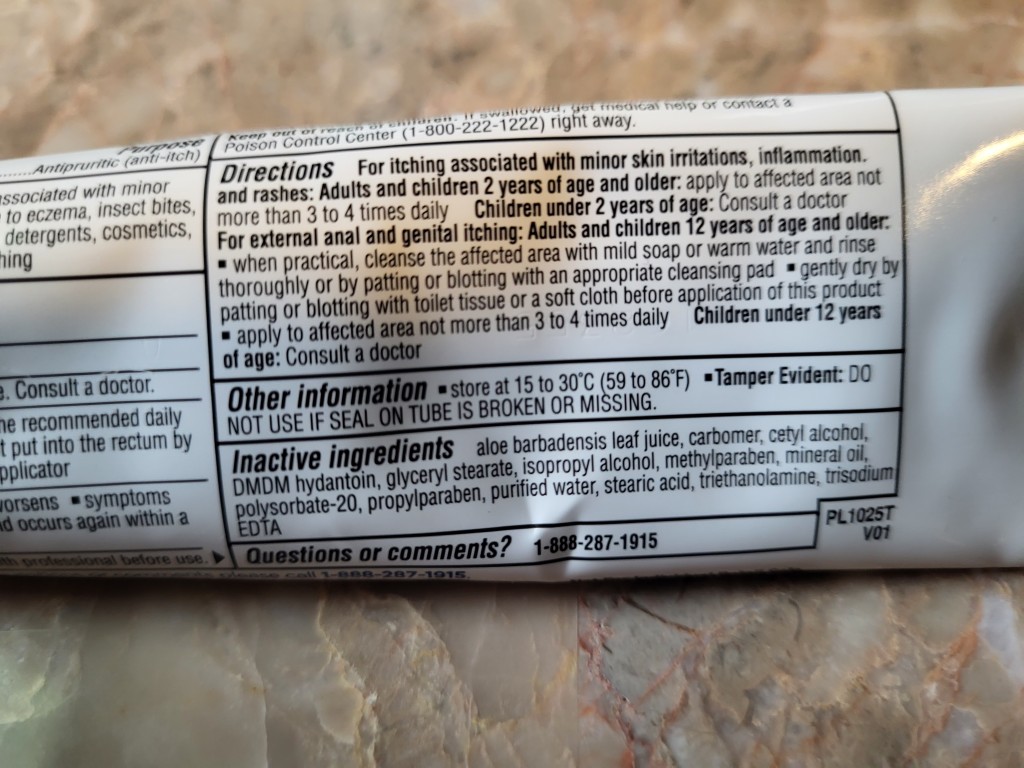 Purpose
........Antipruritic (anti-itch)
associated with minor
to eczema, insect bites,
detergents, cosmetics,
e. Consult a doctor.
he recommended daily
t put into the rectum by
pplicator
vorsens ▪ symptoms
nd occurs again within a
th professional before use. ▶
Keep out of reach of children. If swallowed, get medical help or contact a
Poison Control Center (1-800-222-1222) right away.
Directions For itching associated with minor skin irritations, inflammation.
and rashes: Adults and children 2 years of age and older: apply to affected area not
more than 3 to 4 times daily Children under 2 years of age: Consult a doctor
For external anal and genital itching: Adults and children 12 years of age and older:
▪ when practical, cleanse the affected area with mild soap or warm water and rinse
thoroughly or by patting or blotting with an appropriate cleansing pad ▪ gently dry by
patting or blotting with toilet tissue or a soft cloth before application of this product
▪ apply to affected area not more than 3 to 4 times daily Children under 12 years
of age: Consult a doctor
Other information ▪ store at 15 to 30°C (59 to 86°F) ▪ Tamper Evident: DO
NOT USE IF SEAL ON TUBE IS BROKEN OR MISSING.
Inactive ingredients aloe barbadensis leaf juice, carbomer, cetyl alcohol,
DMDM hydantoin, glyceryl stearate, isopropyl alcohol, methylparaben, mineral oil,
polysorbate-20, propylparaben, purified water, stearic acid, triethanolamine, trisodium
EDTA
PL1025T
V01
Questions or comments? 1-888-287-1915
please call 1-888-287-1915.